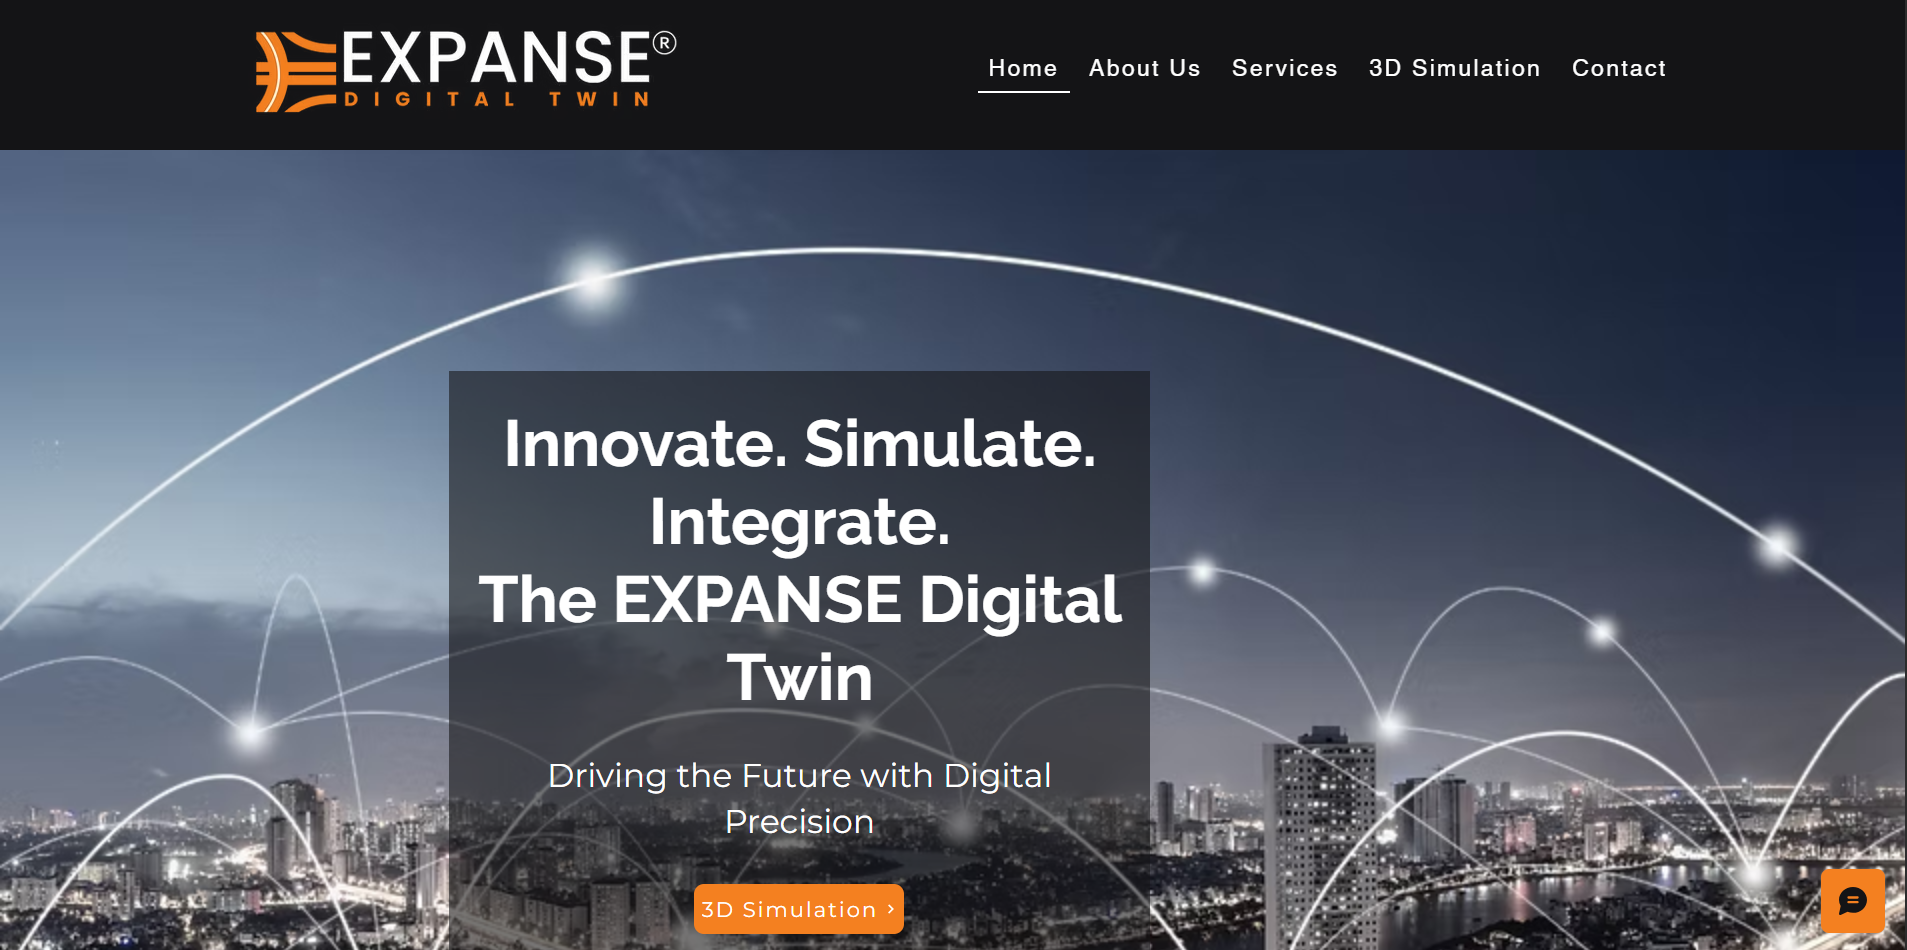 EXPANSE®
DIGITAL TWIN
Home About Us Services 3D Simulation Contact
Innovate. Simulate.
Integrate.
The EXPANSE Digital
Twin
Driving the Future with Digital
Precision
3D Simulation ›